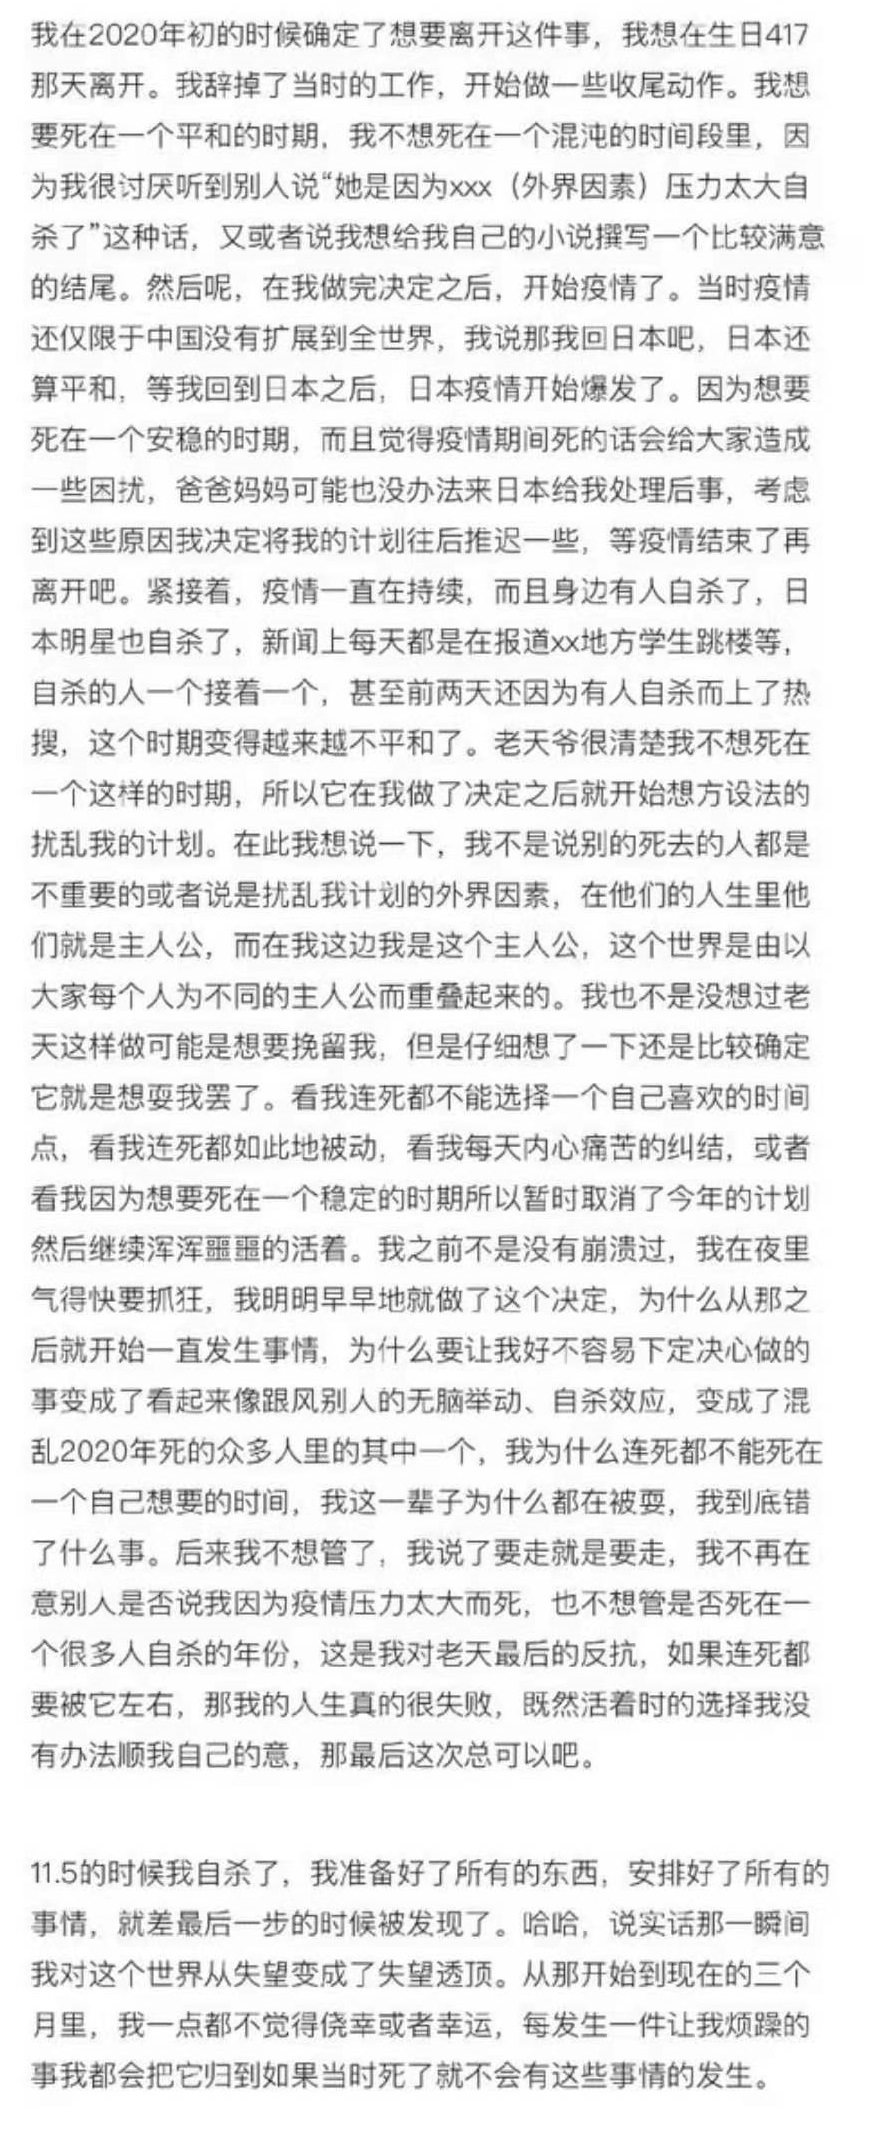 我在2020年初的时候确定了想要离开这件事，我想在生日417
那天离开。我辞掉了当时的工作，开始做一些收尾动作。我想
要死在一个平和的时期，我不想死在一个混沌的时间段里，因
为我很讨厌听到别人说“她是因为xxx（外界因素）压力太大自
杀了”这种话，又或者说我想给我自己的小说撰写一个比较满意
的结尾。然后呢，在我做完决定之后，开始疫情了。当时疫情
还仅限于中国没有扩展到全世界，我说那我回日本吧，日本还
算平和，等我回到日本之后，日本疫情开始爆发了。因为想要
死在一个安稳的时期，而且觉得疫情期间死的话会给大家造成
一些困扰，爸爸妈妈可能也没办法来日本给我处理后事，考虑
到这些原因我决定将我的计划往后推迟一些，等疫情结束了再
离开吧。紧接着，疫情一直在持续，而且身边有人自杀了，日
本明星也自杀了，新闻上每天都是在报道xx地方学生跳楼等，
自杀的人一个接着一个，甚至前两天还因为有人自杀而上了热
搜，这个时期变得越来越不平和了。老天爷很清楚我不想死在
一个这样的时期，所以它在我做了决定之后就开始想方设法的
扰乱我的计划。在此我想说一下，我不是说别的死去的人都是
不重要的或者说是扰乱我计划的外界因素，在他们的人生里他
们就是主人公，而在我这边我是这个主人公，这个世界是由以
大家每个人为不同的主人公而重叠起来的。我也不是没想过老
天这样做可能是想要挽留我，但是仔细想了一下还是比较确定
它就是想耍我罢了。看我连死都不能选择一个自己喜欢的时间
点，看我连死都如此地被动，看我每天内心痛苦的纠结，或者
看我因为想要死在一个稳定的时期所以暂时取消了今年的计划
然后继续浑浑噩噩的活着。我之前不是没有崩溃过，我在夜里
气得快要抓狂，我明明早早地就做了这个决定，为什么从那之
后就开始一直发生事情，为什么要让我好不容易下定决心做的
事变成了看起来像跟风别人的无脑举动、自杀效应，变成了混
乱2020年死的众多人里的其中一个，我为什么连死都不能死在
一个自己想要的时间，我这一辈子为什么都在被耍，我到底错
了什么事。后来我不想管了，我说了要走就是要走，我不再在
意别人是否说我因为疫情压力太大而死，也不想管是否死在一
个很多人自杀的年份，这是我对老天最后的反抗，如果连死都
要被它左右，那我的人生真的很失败，既然活着时的选择我没
有办法顺我自己的意，那最后这次总可以吧。
11.5的时候我自杀了，我准备好了所有的东西，安排好了所有的
事情，就差最后一步的时候被发现了。哈哈，说实话那一瞬间
我对这个世界从失望变成了失望透顶。从那开始到现在的三个
月里，我一点都不觉得侥幸或者幸运，每发生一件让我烦躁的
事我都会把它归到如果当时死了就不会有这些事情的发生。